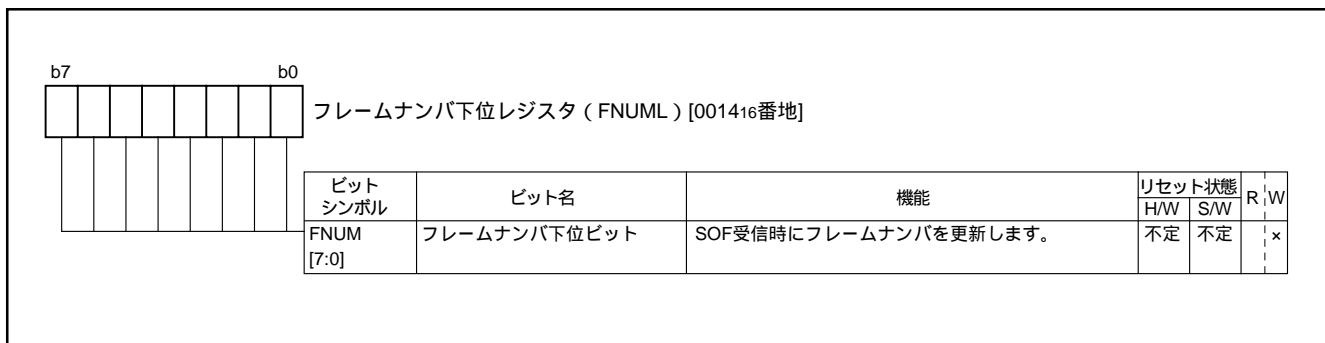 b7 b0
フレームナンバ下位レジスタ ( FNUML ) [001416番地]
ビット シンボル ビット名 機能 リセット状態 R W
H/W S/W
FNUM フレームナンバ下位ビット SOF受信時にフレームナンバを更新します。 不定 不定 ×
[7:0]